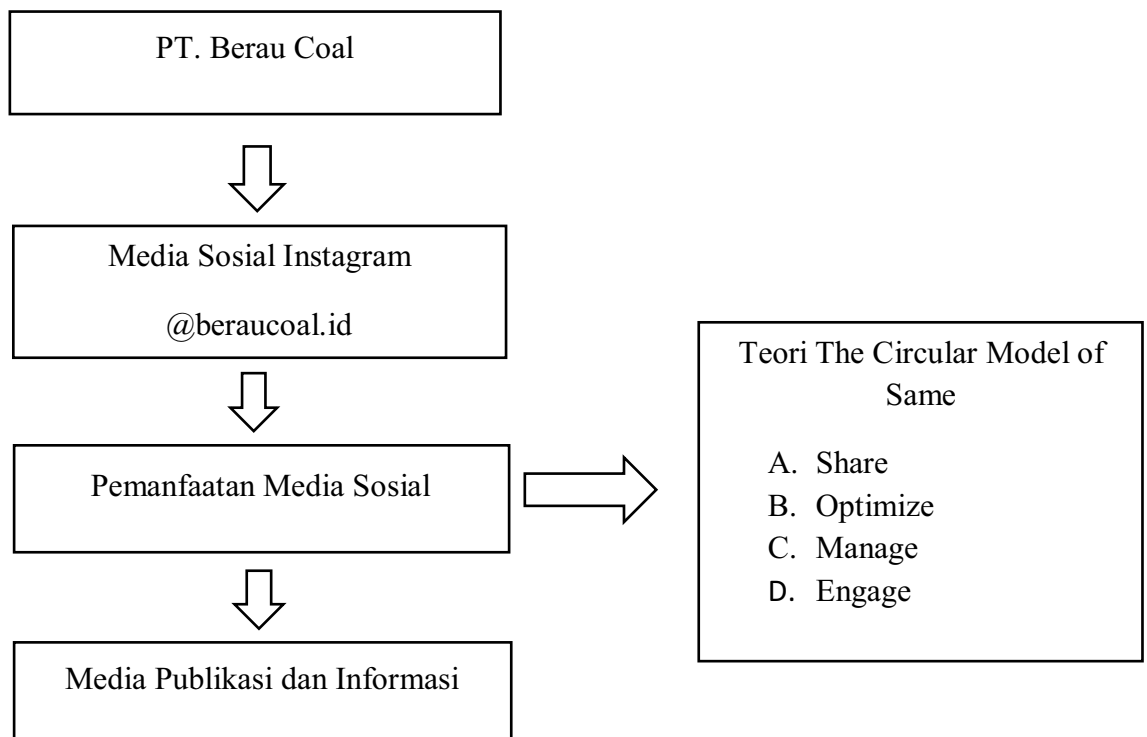 PT. Berau Coal
Media Sosial Instagram
@beraucoal.id
Pemanfaatan Media Sosial
Media Publikasi dan Informasi
Teori The Circular Model of
Same
A. Share
B. Optimize
C. Manage
D. Engage